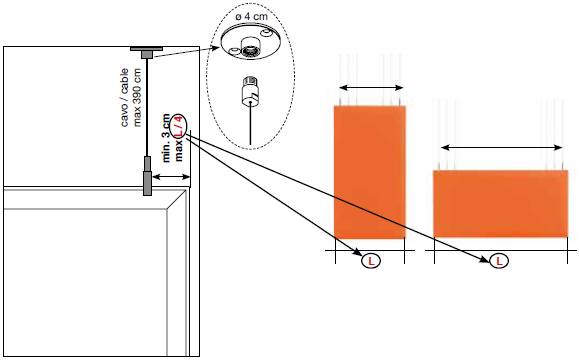 ø 4 cm
cavo / cable
max 390 cm
min. 3 cm
max L / 4
L
L